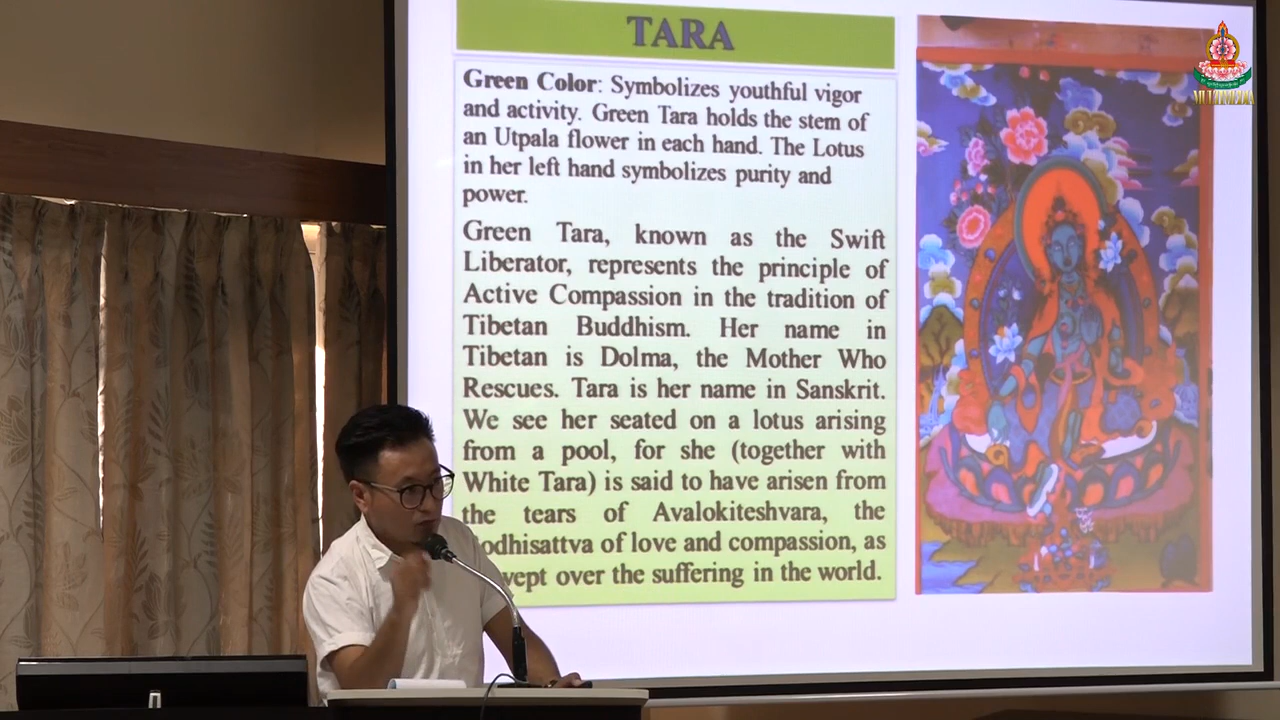 TARA
Green Color: Symbolizes youthful vigor
and activity. Green Tara holds the stem of
an Utpala flower in each hand. The Lotus
in her left hand symbolizes purity and
power.
Green Tara, known as the Swift
Liberator, represents the principle of
Active Compassion in the tradition of
Tibetan Buddhism. Her name in
Tibetan is Dolma, the Mother Who
Rescues. Tara is her name in Sanskrit.
We see her seated on a lotus arising
from a pool, for she (together with
White Tara) is said to have arisen from
the tears of Avalokiteshvara, the
odhisattva of love and compassion, as
wept over the suffering in the world.
MULTIMEDIA